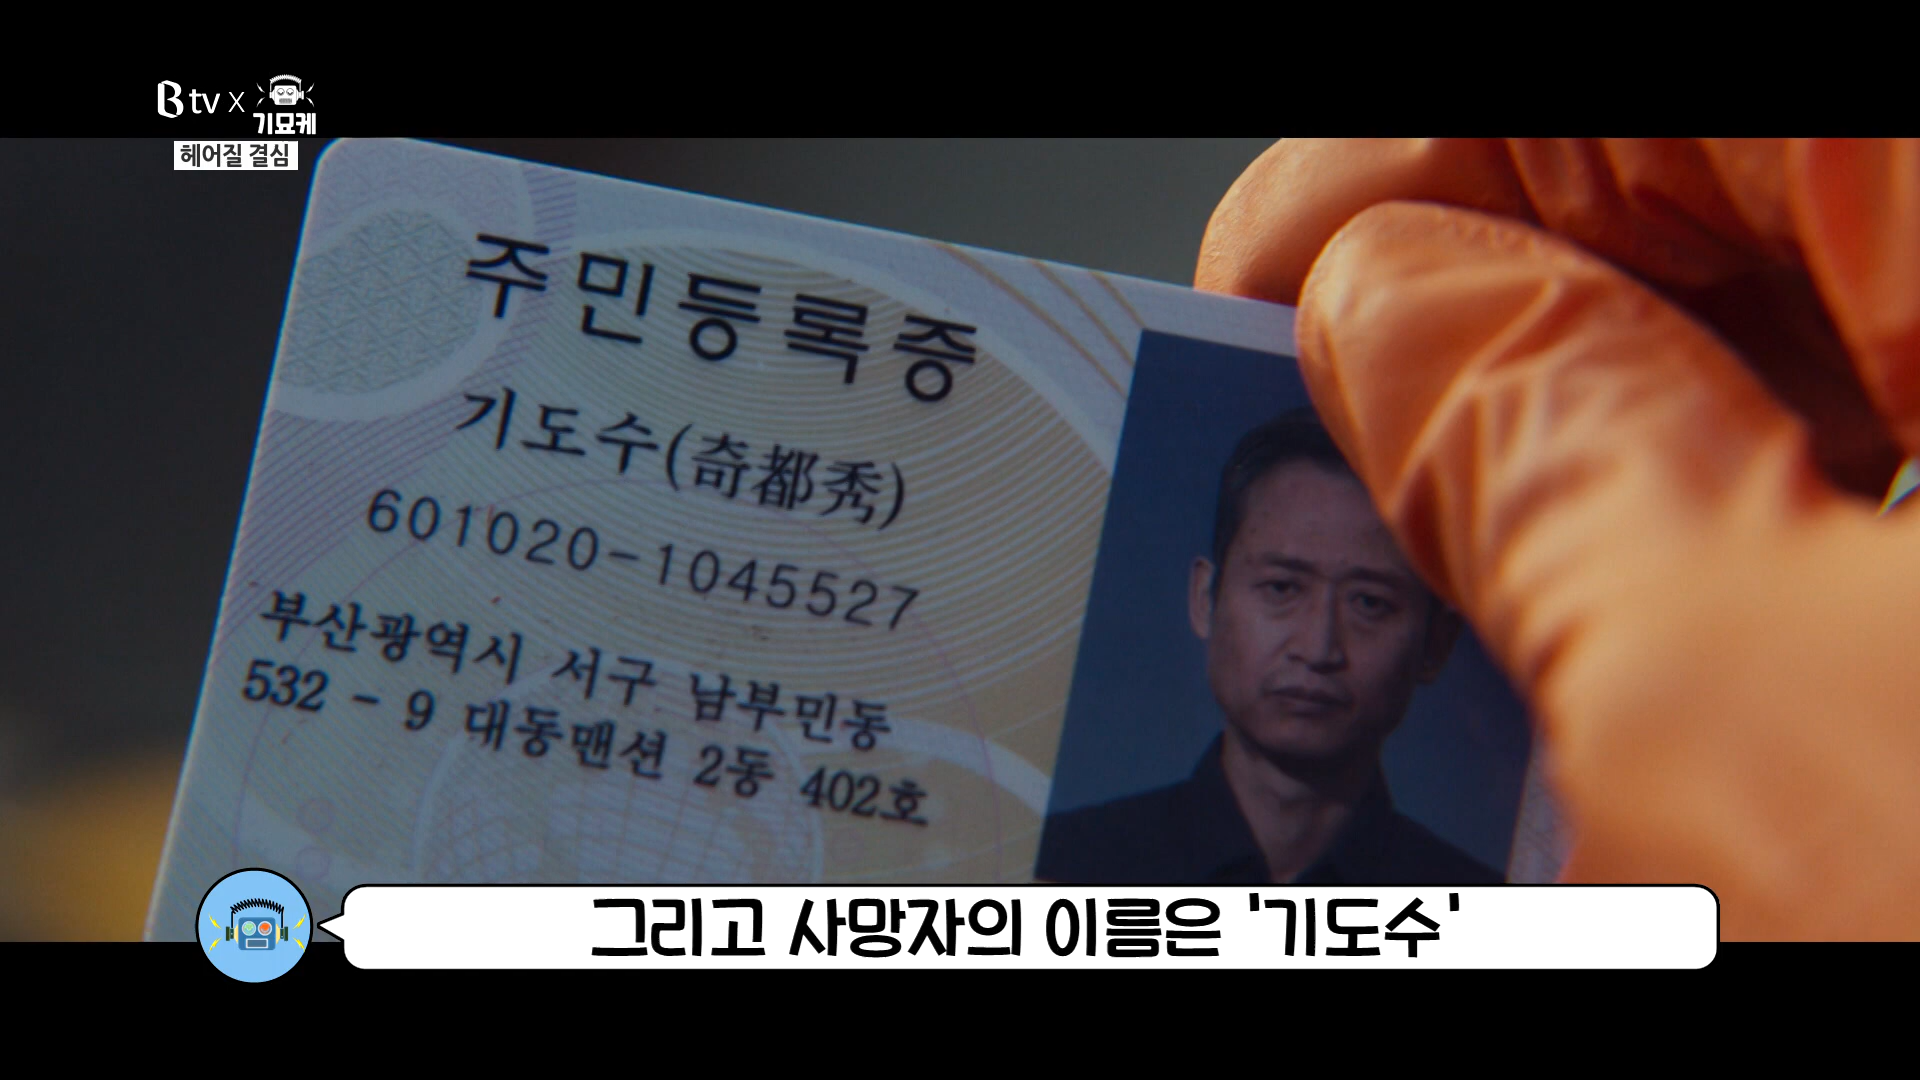 B tv X
기묘케
헤어질 결심
주민등록증
기도수(奇都秀)
601020-1045527
부산광역시 서구 남부민동
532 - 9 대동맨션 2동 402호
그리고 사망자의 이름은 '기도수'